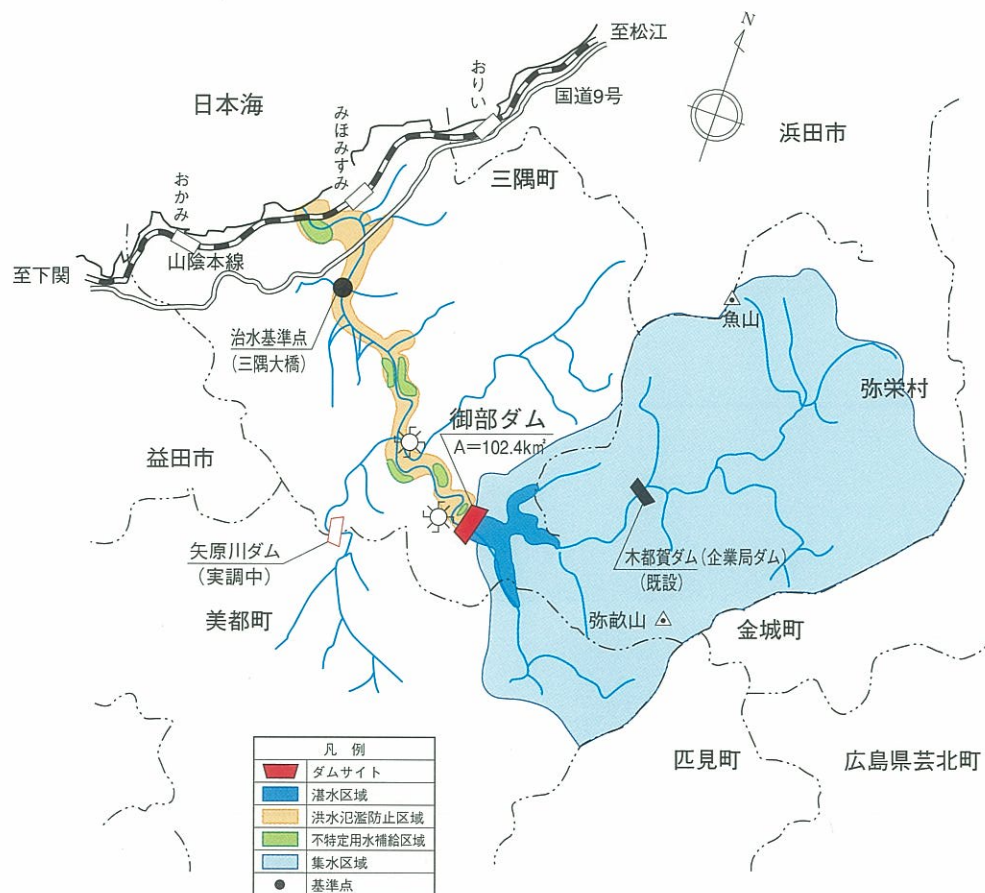 至松江
N
国道9号
おりい
日本海
浜田市
みほみすみ
三隅町
おかみ
山陰本線
至下関
魚山
治水基準点
(三隅大橋)
弥栄村
御部ダム
A=102.4k㎡
益田市
矢原川ダム
(実調中)
木都賀ダム(企業局ダム)
(既設)
美都町
弥畝山
金城町
匹見町
広島県芸北町
凡 例
ダムサイト
湛水区域
洪水氾濫防止区域
不特定用水補給区域
集水区域
基準点